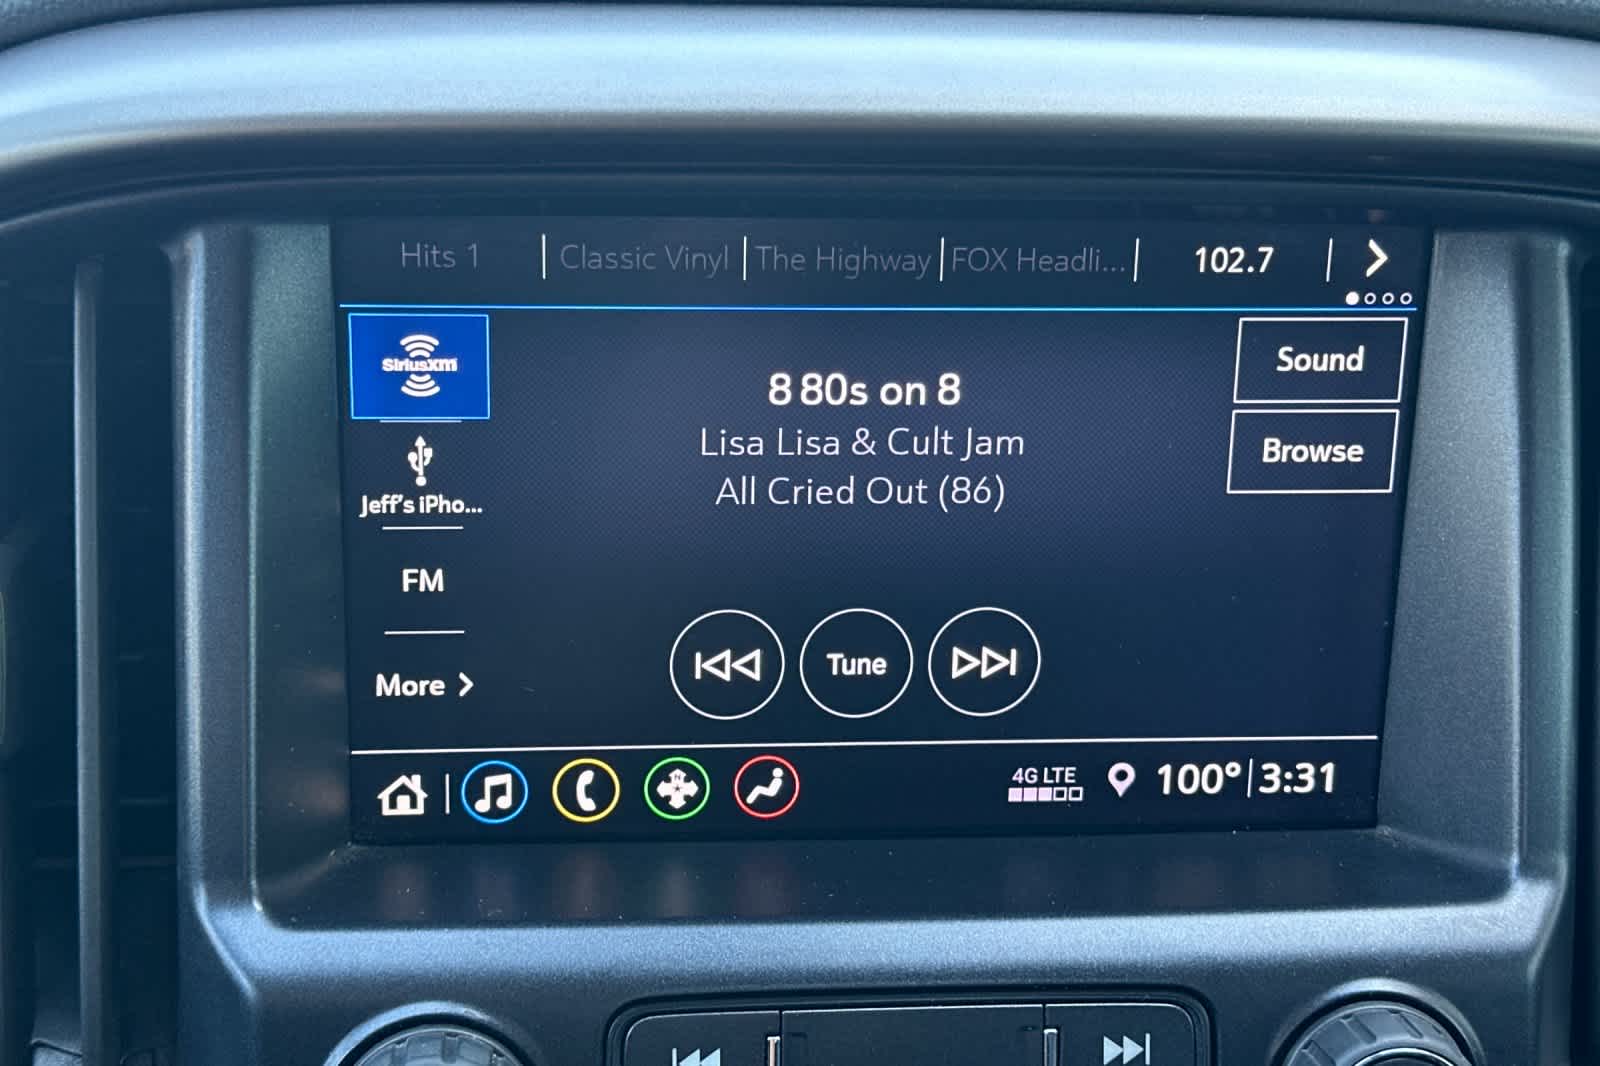 Hits 1 | Classic Vinyl | The Highway | FOX Headli... | 102.7 |
SiriusXM
Jeff's iPho...
FM
More
8 80s on 8
Lisa Lisa & Cult Jam
All Cried Out (86)
Sound
Browse
Tune
4G LTE
100° | 3:31